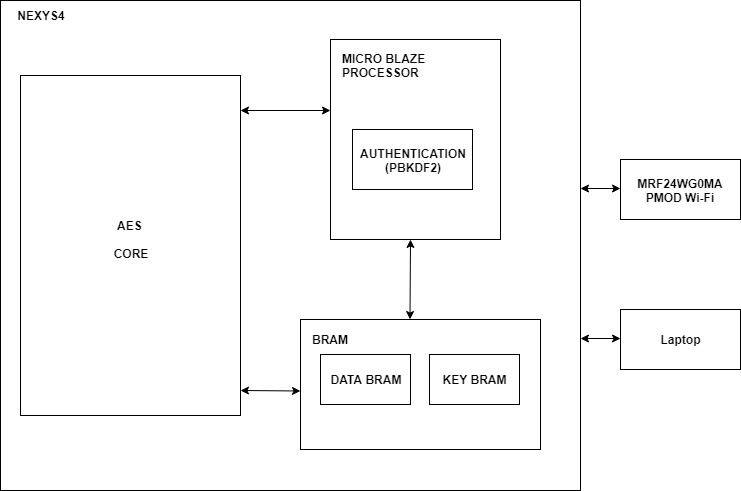 NEXYS4
MICRO BLAZE
PROCESSOR
AUTHENTICATION
(PBKDF2)
AES
CORE
MRF24WG0MA
PMOD Wi-Fi
BRAM
DATA BRAM
KEY BRAM
Laptop